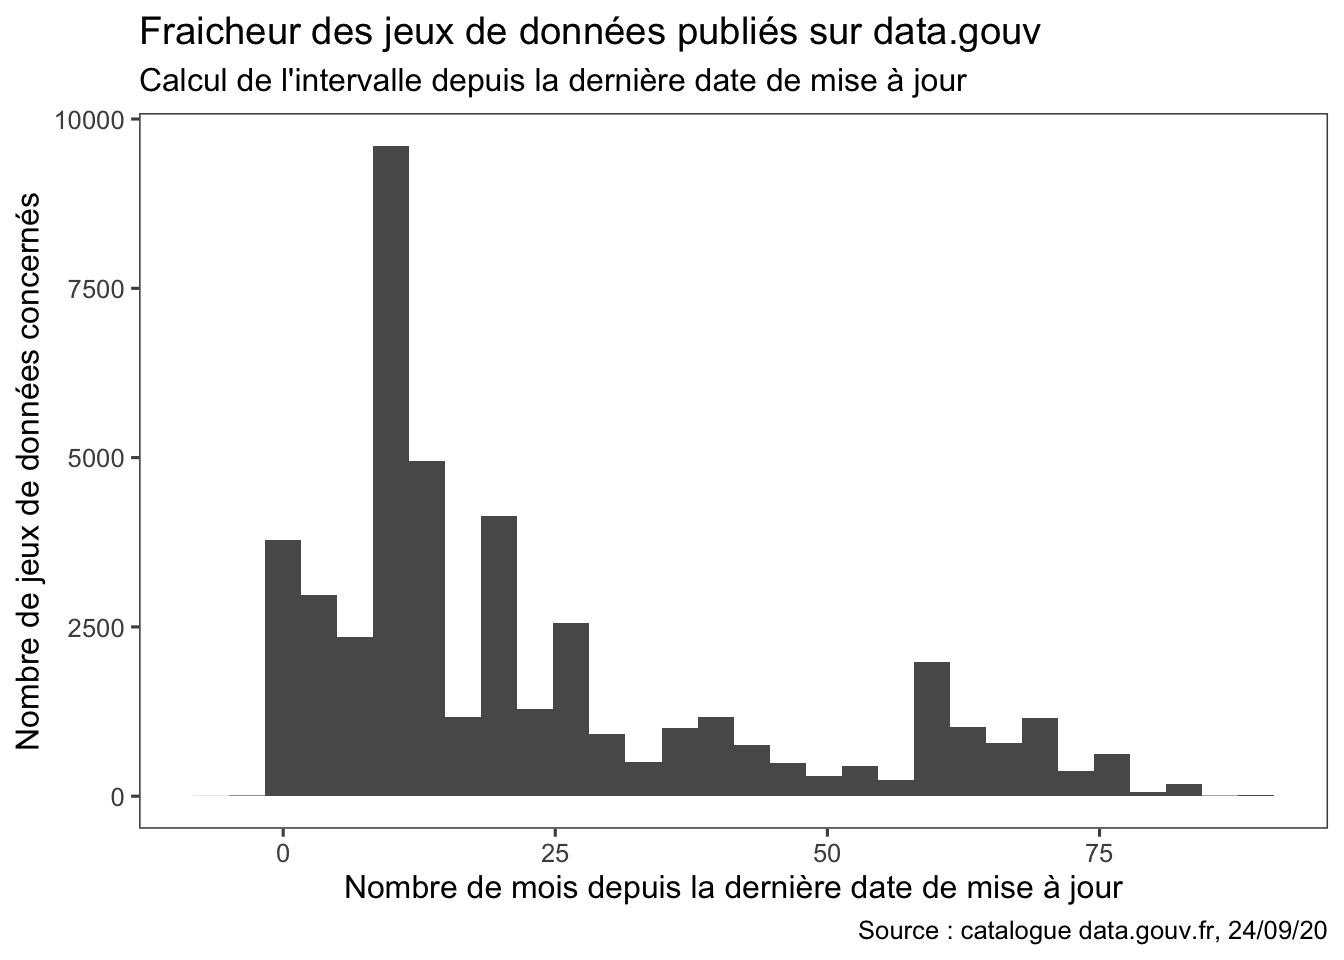 Fraicheur des jeux de données publiés sur data.gouv
Calcul de l'intervalle depuis la dernière date de mise à jour
Nombre de jeux de données concernés
10000
7500
5000
2500
0
0
25
50
75
Nombre de mois depuis la dernière date de mise à jour
Source : catalogue data.gouv.fr, 24/09/20